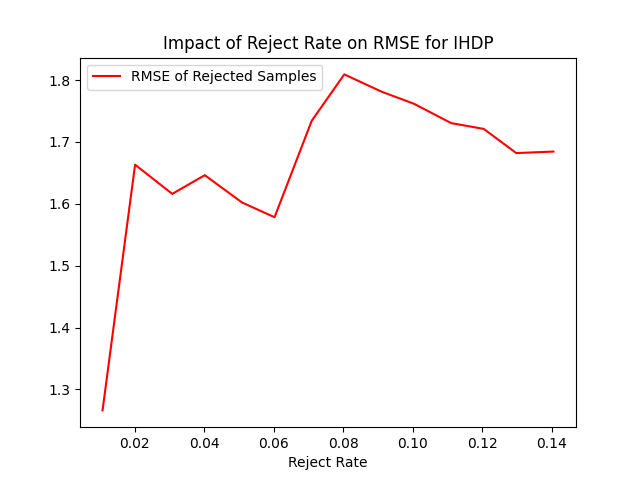 Impact of Reject Rate on RMSE for IHDP
RMSE of Rejected Samples
1.8
1.7
1.6
1.5
1.4
1.3
0.02 0.04 0.06 0.08 0.10 0.12 0.14
Reject Rate